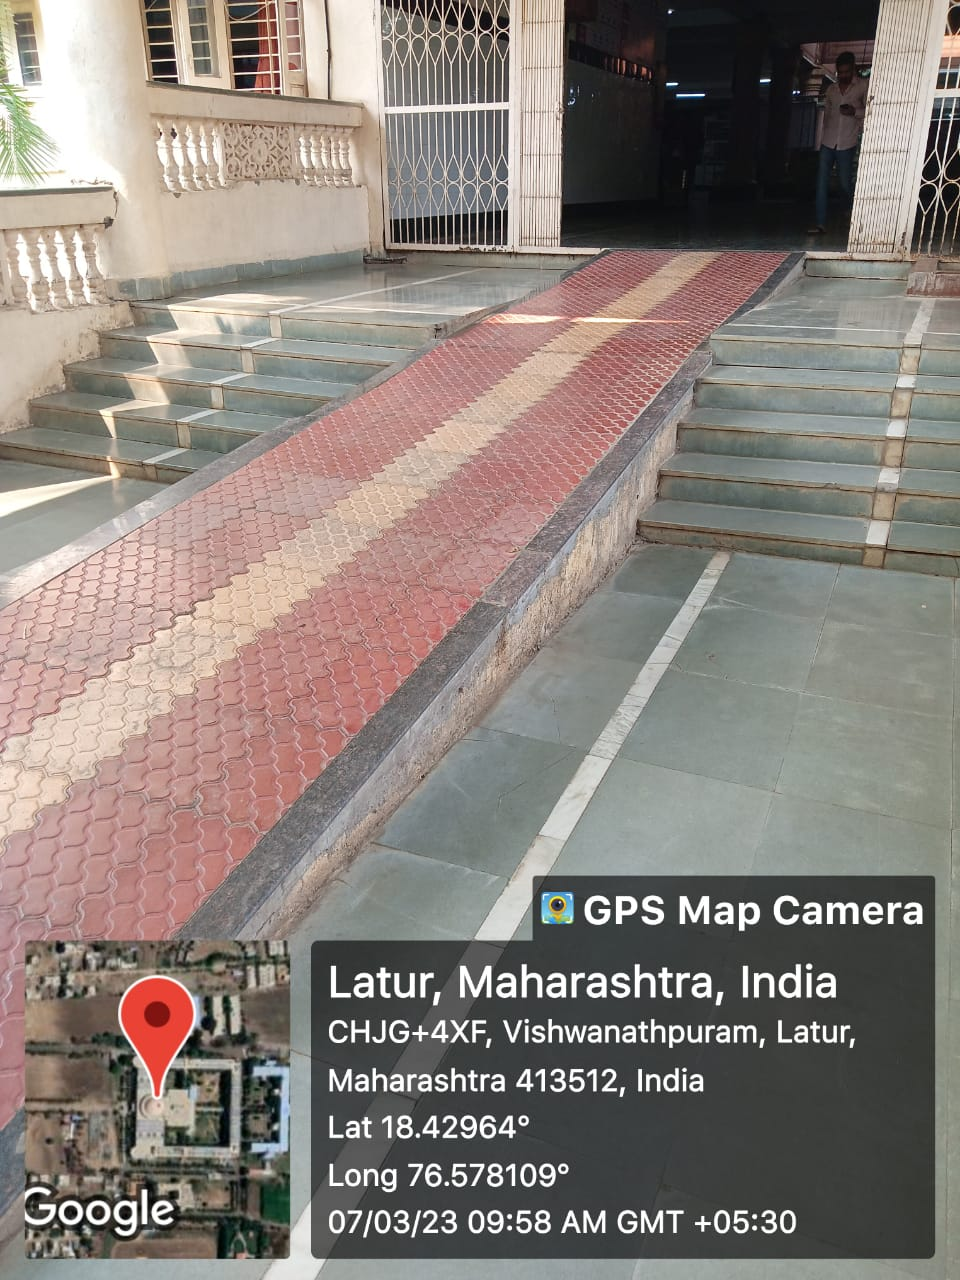 GPS Map Camera
Latur, Maharashtra, India
CHJG+4XF, Vishwanathpuram, Latur,
Maharashtra 413512, India
Lat 18.42964°
Long 76.578109°
07/03/23 09:58 AM GMT +05:30
Google